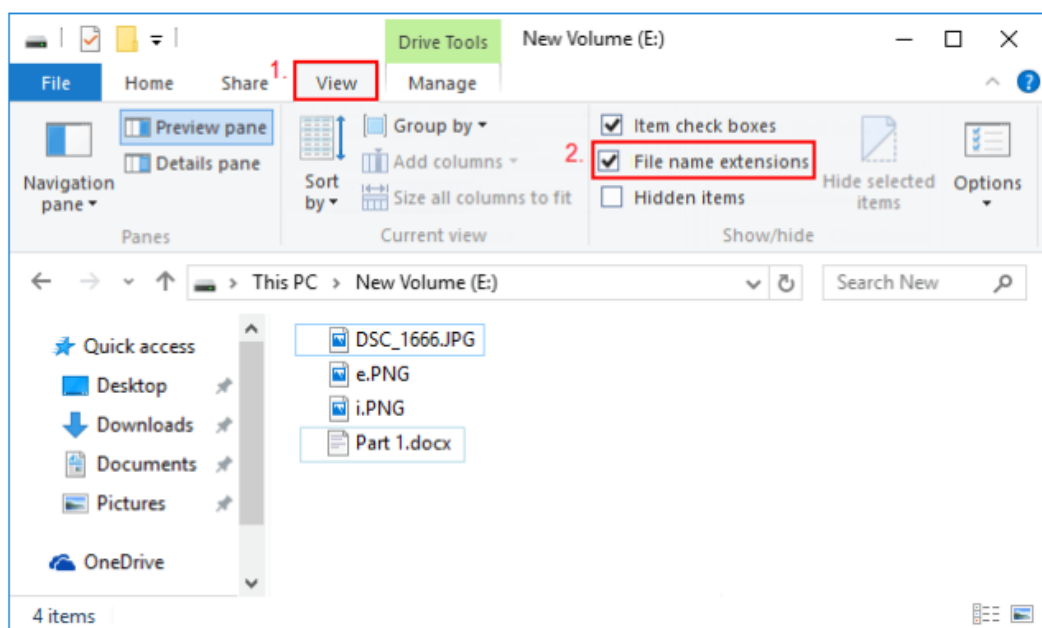 Drive Tools New Volume (E:)
File Home Share 1. View Manage
Preview pane
Details pane
Navigation pane
Panes
Sort by
Group by
Add columns
Size all columns to fit
Current view
Item check boxes
2. File name extensions
Hidden items
Hide selected items
Show/hide
Options
This PC New Volume (E:) Search New
Quick access
Desktop
Downloads
Documents
Pictures
OneDrive
DSC_1666.JPG
e.PNG
i.PNG
Part 1.docx
4 items